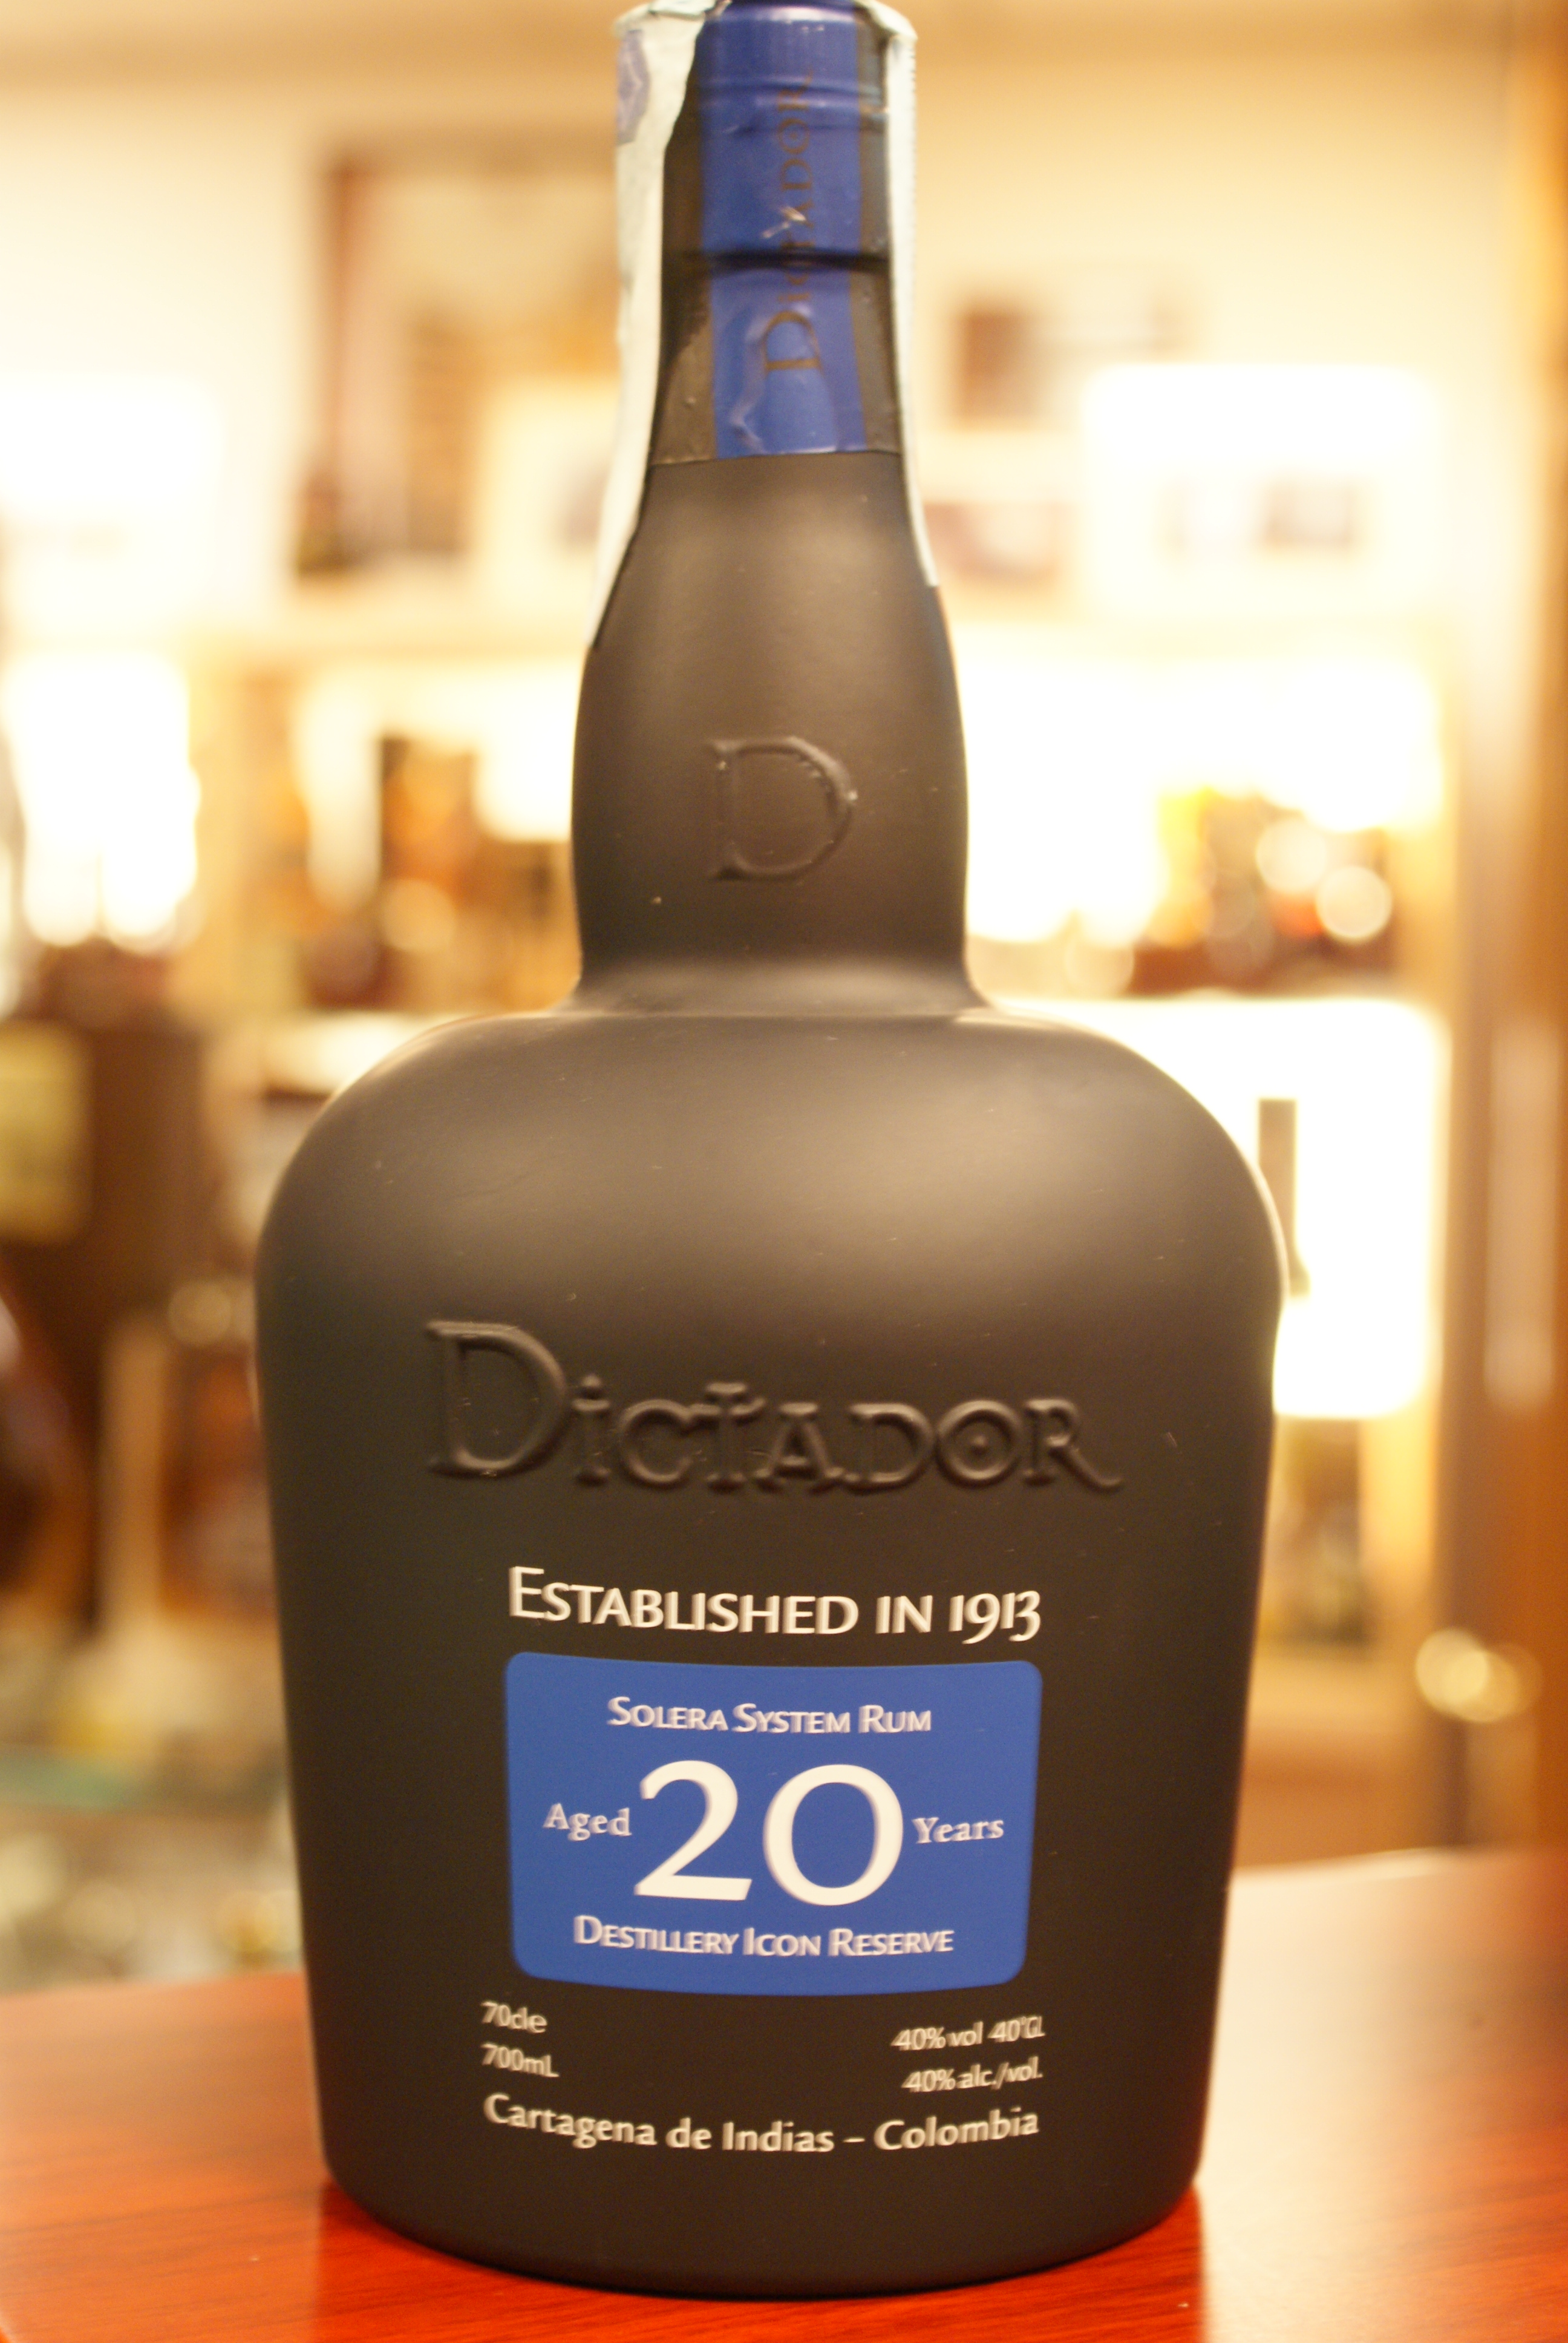 DICTADOR
D
DICTADOR
ESTABLISHED IN 1913
SOLERA SYSTEM RUM
Aged 20 Years
DESTILLERY ICON RESERVE
70cle 40% vol 40°GL
700mL 40% alc./vol.
Cartagena de Indias – Colombia